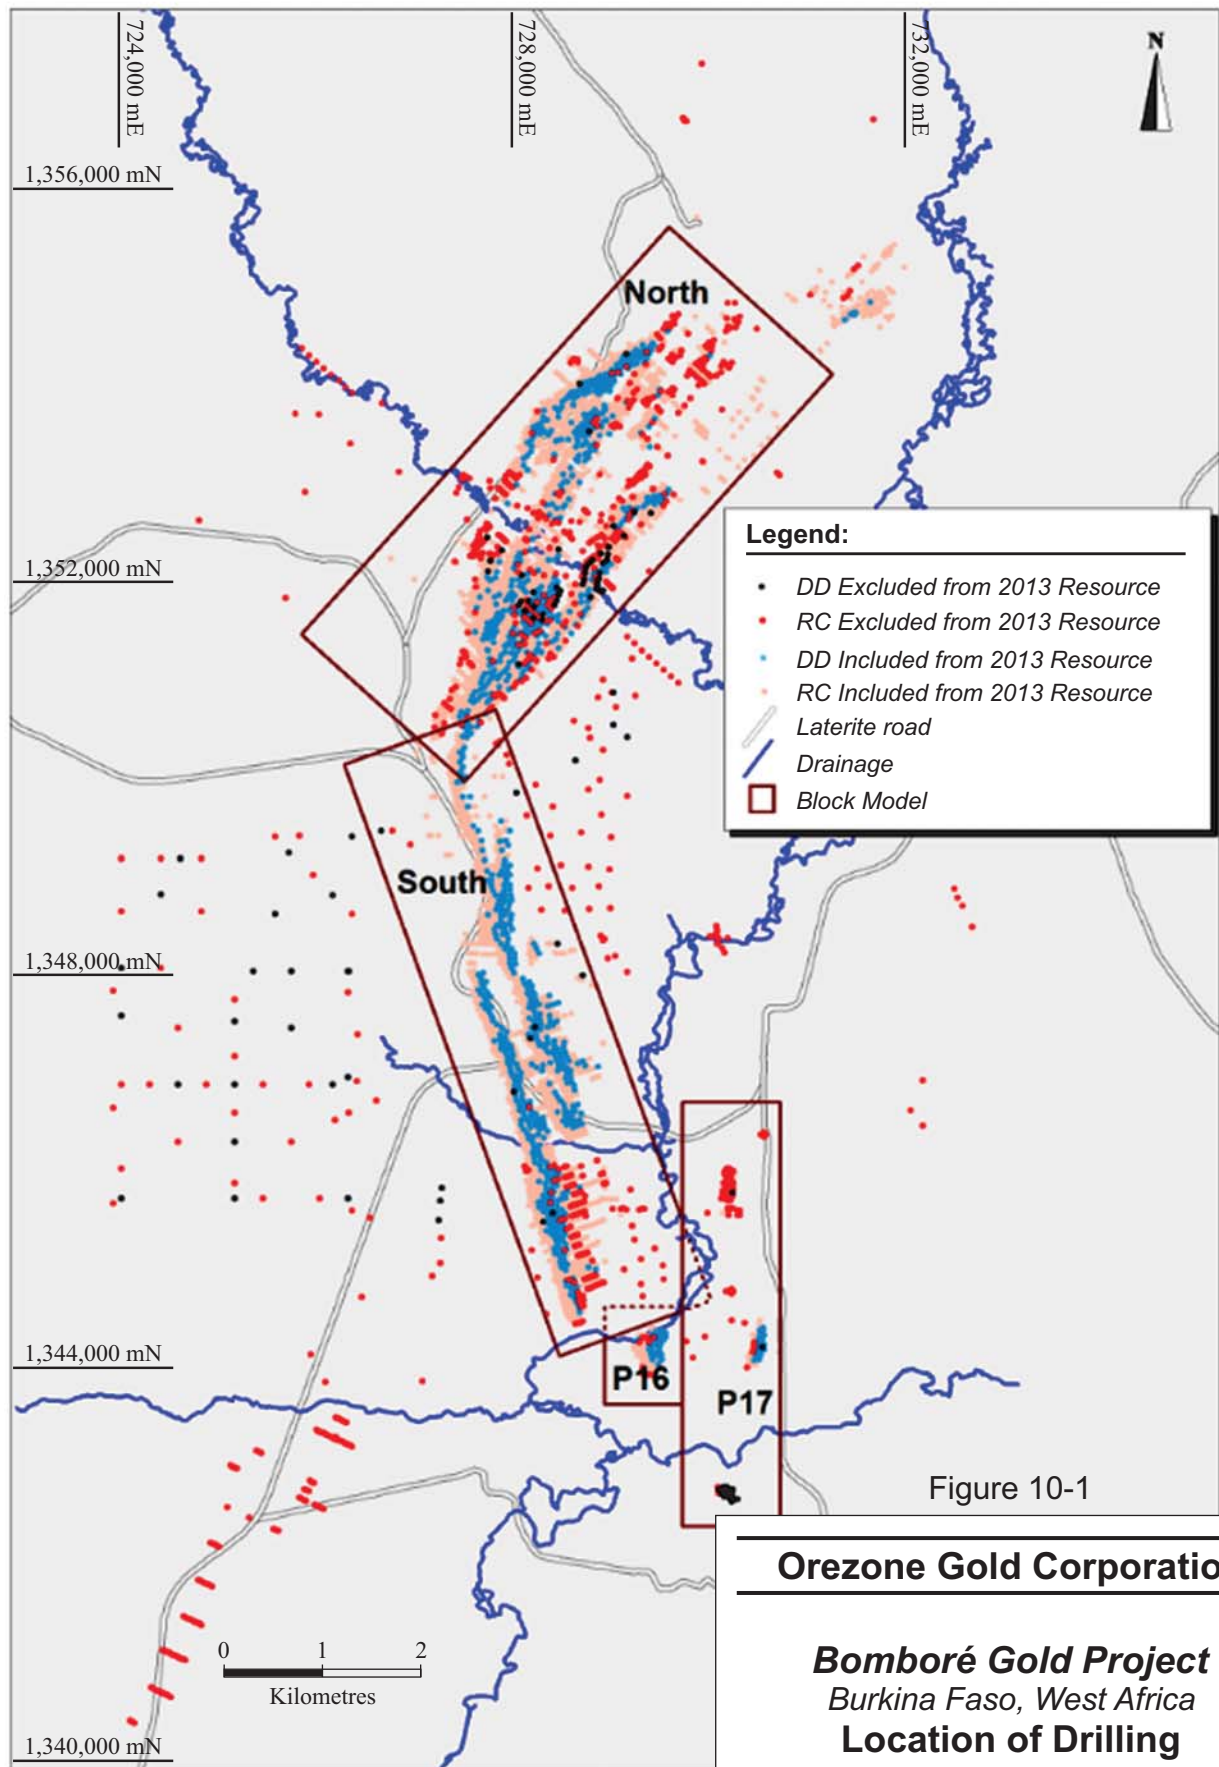 724,000 mE
728,000 mE
732,000 mE
N
1,356,000 mN
North
Legend:
DD Excluded from 2013 Resource
RC Excluded from 2013 Resource
DD Included from 2013 Resource
RC Included from 2013 Resource
Laterite road
Drainage
Block Model
1,352,000 mN
South
1,348,000 mN
1,344,000 mN
P16
P17
Figure 10-1
Orezone Gold Corporatio
Bomboré Gold Project
Burkina Faso, West Africa
Location of Drilling
0 1 2
Kilometres
1,340,000 mN